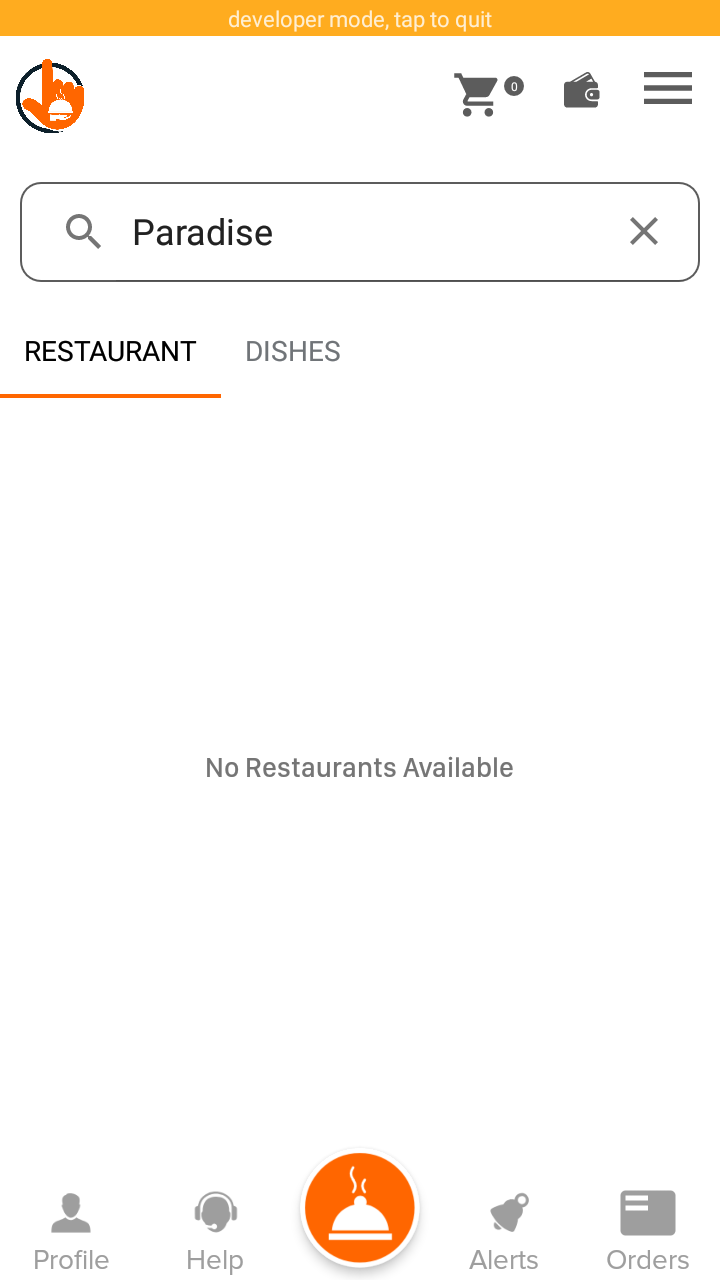 developer mode, tap to quit
0
Paradise
RESTAURANT DISHES
No Restaurants Available
Profile Help Alerts Orders